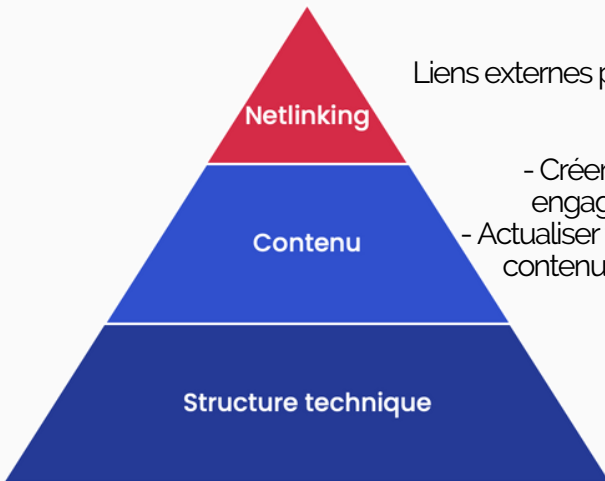 Liens externes p
Netlinking
- Créer
engag
- Actualiser
contenu
Contenu
Structure technique